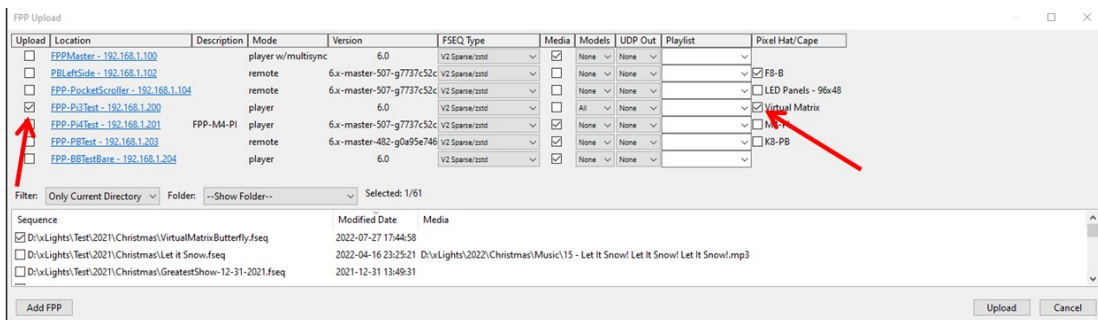 FPP Upload
Upload Location Description Mode Version FSEQ Type Media Models UDP Out Playlist Pixel Hat/Cape
FPPMaster - 192.168.1.100 player w/multisync 6.0 V2 Sparse/zstd None None
PBLeftSide - 192.168.1.102 remote 6.x-master-507-g7737c52c V2 Sparse/zstd None None F8-B
FPP-PocketScroller - 192.168.1.104 remote 6.x-master-507-g7737c52c V2 Sparse/zstd None None LED Panels - 96x48
FPP-Pi3Test - 192.168.1.200 player 6.0 V2 Sparse/zstd All None Virtual Matrix
FPP-Pi4Test - 192.168.1.201 FPP-M4-PI player 6.x-master-507-g7737c52c V2 Sparse/zstd None None
FPP-PBTest - 192.168.1.203 remote 6.x-master-482-g0a95e746 V2 Sparse/zstd None None K8-PB
FPP-BBTestBare - 192.168.1.204 player 6.0 V2 Sparse/zstd None None
Filter: Only Current Directory Folder: --Show Folder-- Selected: 1/61
Sequence Modified Date Media
D:\xLights\Test\2021\Christmas\VirtualMatrixButterfly.fseq 2022-07-27 17:44:58
D:\xLights\Test\2021\Christmas\Let it Snow.fseq 2022-04-16 23:25:21 D:\xLights\2022\Christmas\Music\15 - Let It Snow! Let It Snow! Let It Snow!.mp3
D:\xLights\Test\2021\Christmas\GreatestShow-12-31-2021.fseq 2021-12-31 13:49:31
Add FPP Upload Cancel